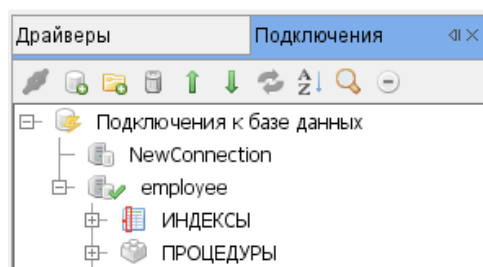 Драйверы Подключения
Подключения к базе данных
NewConnection
employee
ИНДЕКСЫ
ПРОЦЕДУРЫ